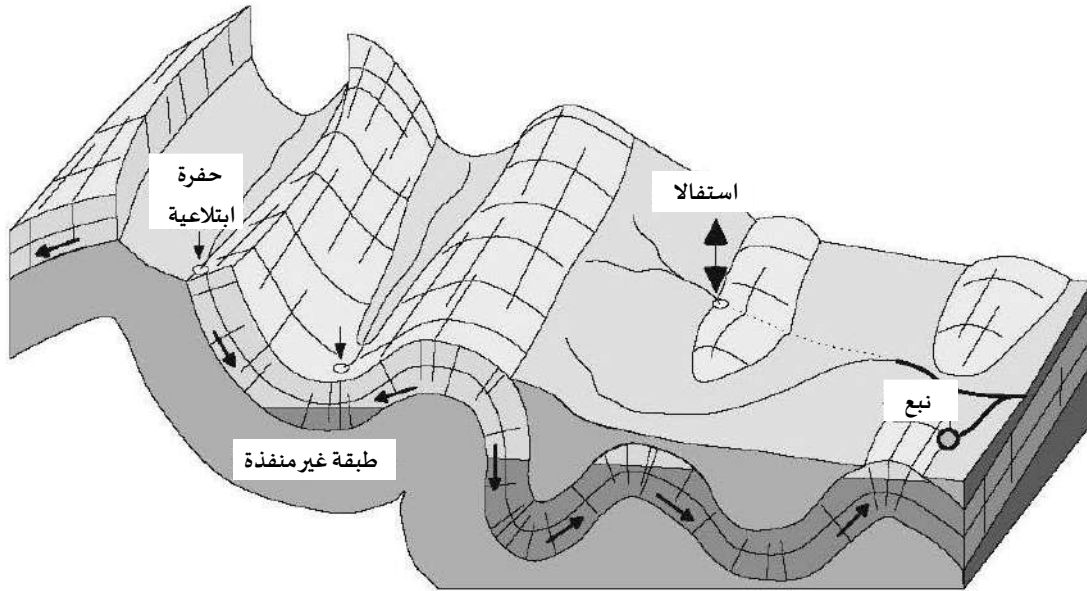 حفرة
ابتلاعية
استفالا
نبع
طبقة غير منفذة